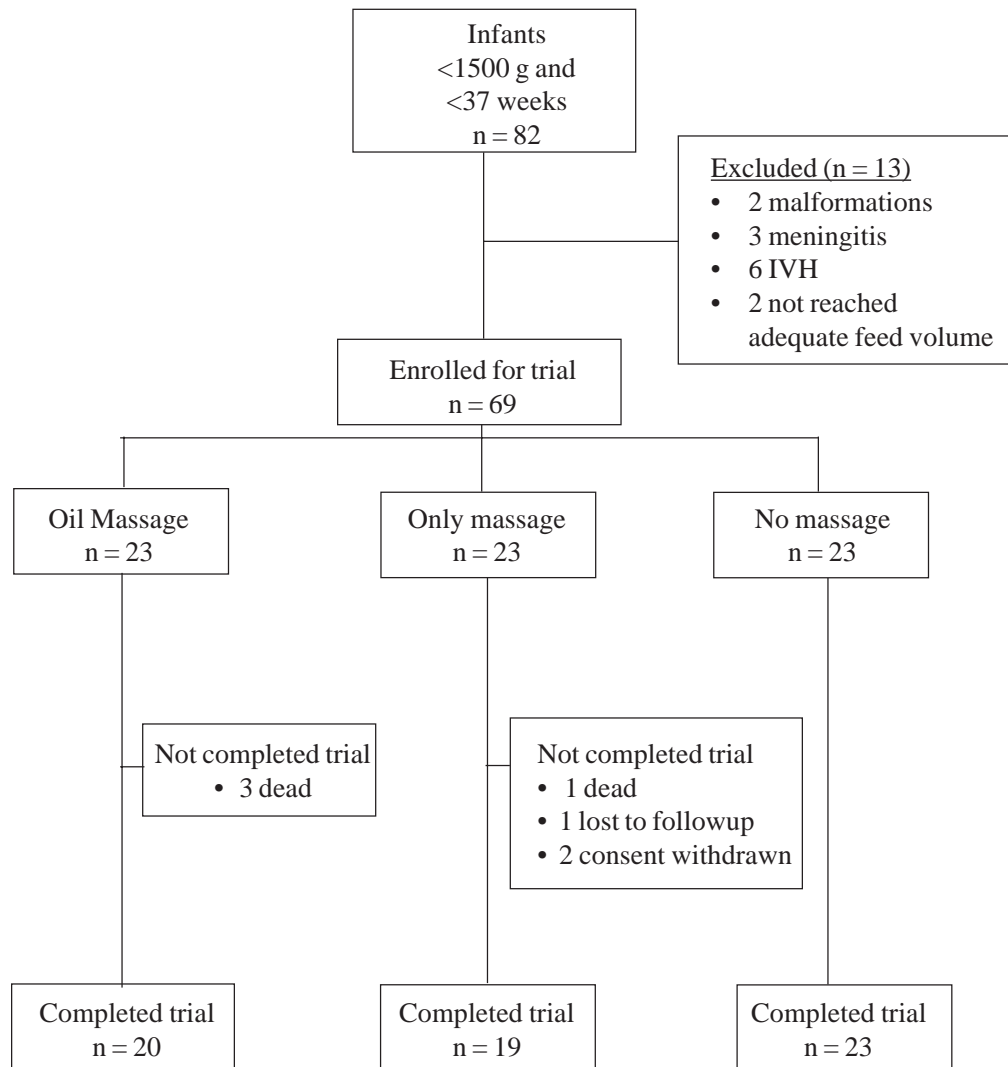 Infants
<1500 g and
<37 weeks
n = 82
Excluded (n = 13)
• 2 malformations
• 3 meningitis
• 6 IVH
• 2 not reached
adequate feed volume
Enrolled for trial
n = 69
Oil Massage
n = 23
Only massage
n = 23
No massage
n = 23
Not completed trial
• 3 dead
Not completed trial
• 1 dead
• 1 lost to followup
• 2 consent withdrawn
Completed trial
n = 20
Completed trial
n = 19
Completed trial
n = 23